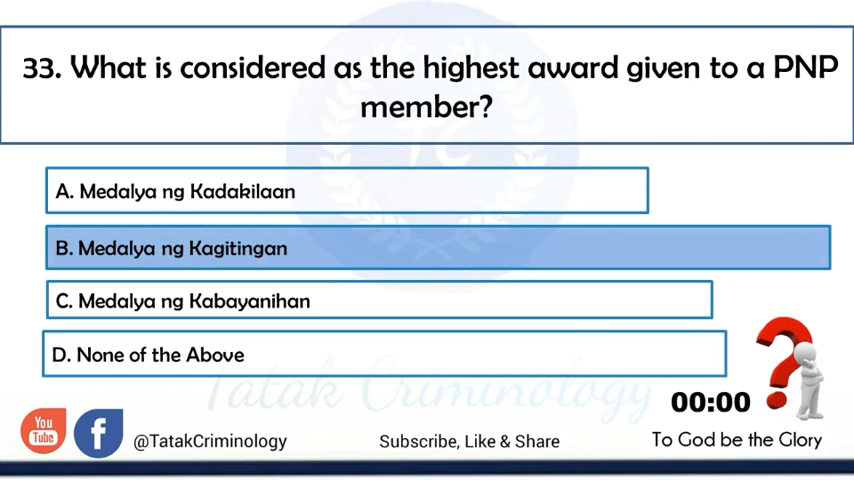 33. What is considered as the highest award given to a PNP
member?
TC
A. Medalya ng Kadakilaan
B. Medalya ng Kagitingan
C. Medalya ng Kabayanihan
D. None of the Above
Tatak Criminology
00:00
You
Tube
f
@TatakCriminology
Subscribe, Like & Share
To God be the Glory